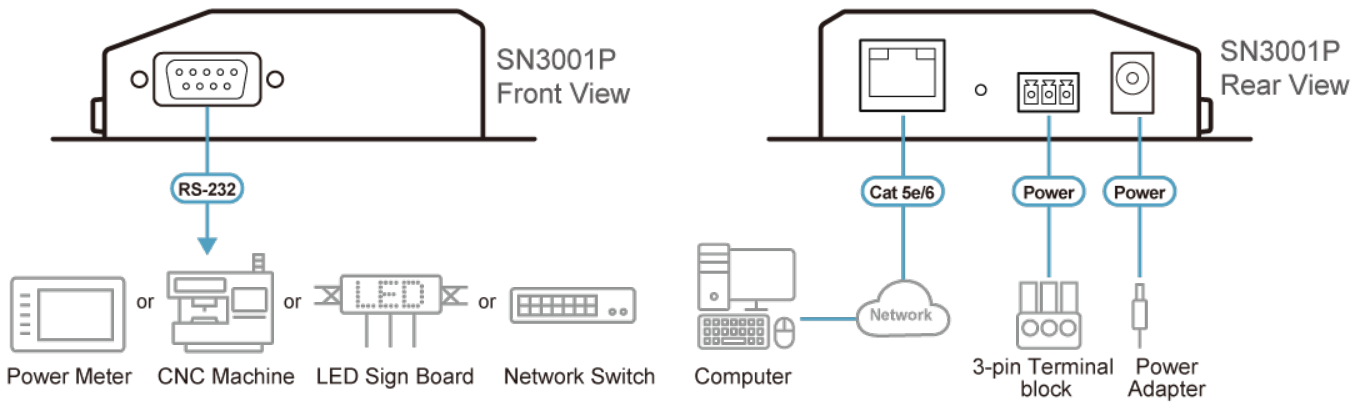 SN3001P
Front View
RS-232
or
or
LED
or
Power Meter
CNC Machine
LED Sign Board
Network Switch
SN3001P
Rear View
Cat 5e/6
Power
Power
Network
Computer
3-pin Terminal
block
Power
Adapter